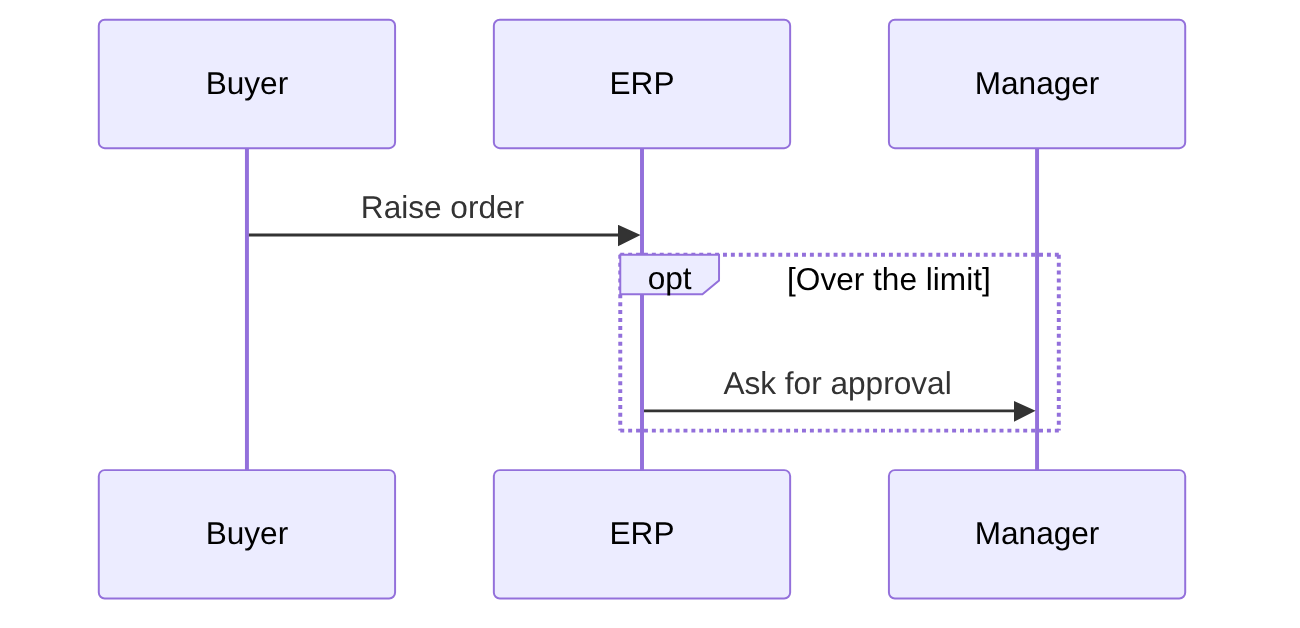 Buyer
ERP
Manager
Raise order
opt
[Over the limit]
Ask for approval
Buyer
ERP
Manager